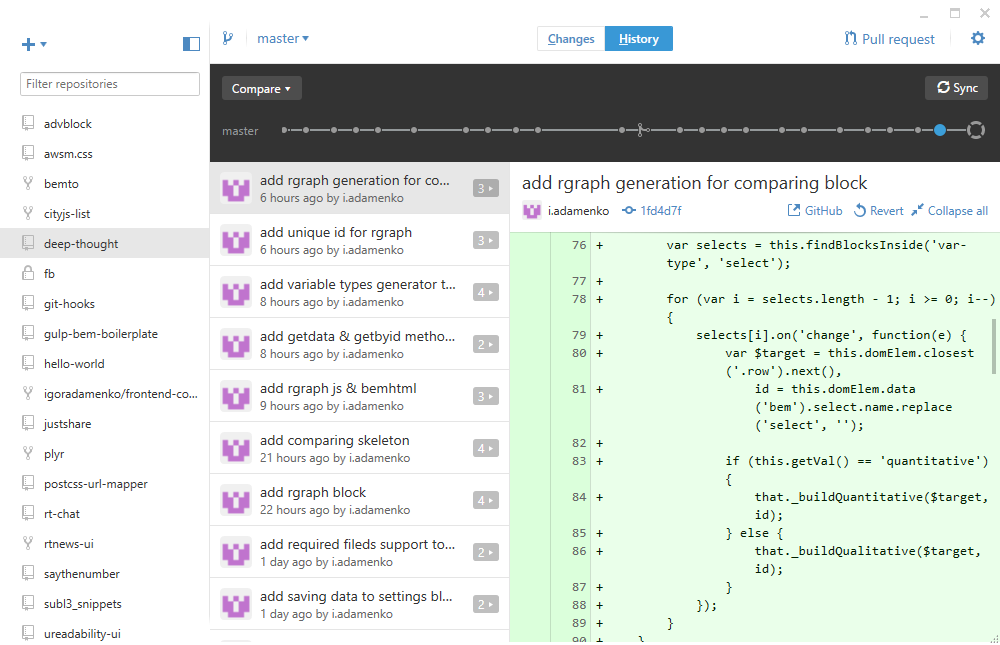 master
Changes
History
Pull request
Filter repositories
advblock
awsm.css
bemto
cityjs-list
deep-thought
fb
git-hooks
gulp-bem-boilerplate
hello-world
igoradamenko/frontend-co...
justshare
plyr
postcss-url-mapper
rt-chat
rtnews-ui
saythenumber
subl3_snippets
ureadability-ui
Compare
Sync
master
add rgraph generation for co...
6 hours ago by i.adamenko
3
add unique id for rgraph
6 hours ago by i.adamenko
3
add variable types generator t...
8 hours ago by i.adamenko
4
add getdata & getbyid metho...
8 hours ago by i.adamenko
2
add rgraph js & bemhtml
9 hours ago by i.adamenko
3
add comparing skeleton
21 hours ago by i.adamenko
4
add rgraph block
22 hours ago by i.adamenko
4
add required fileds support to...
1 day ago by i.adamenko
2
add saving data to settings bl...
1 day ago by i.adamenko
2
add rgraph generation for comparing block
i.adamenko 1fd4d7f GitHub Revert Collapse all
76 + var selects = this.findBlocksInside('var-
type', 'select');
77 +
78 + for (var i = selects.length - 1; i >= 0; i--)
{
79 + selects[i].on('change', function(e) {
80 + var $target = this.domElem.closest
('.row').next(),
81 + id = this.domElem.data
('bem').select.name.replace
('select', '');
82 +
83 + if (this.getVal() == 'quantitative')
{
84 + that._buildQuantitative($target,
id);
85 + } else {
86 + that._buildQualitative($target,
id);
87 + }
88 + });
89 + }
90 + }